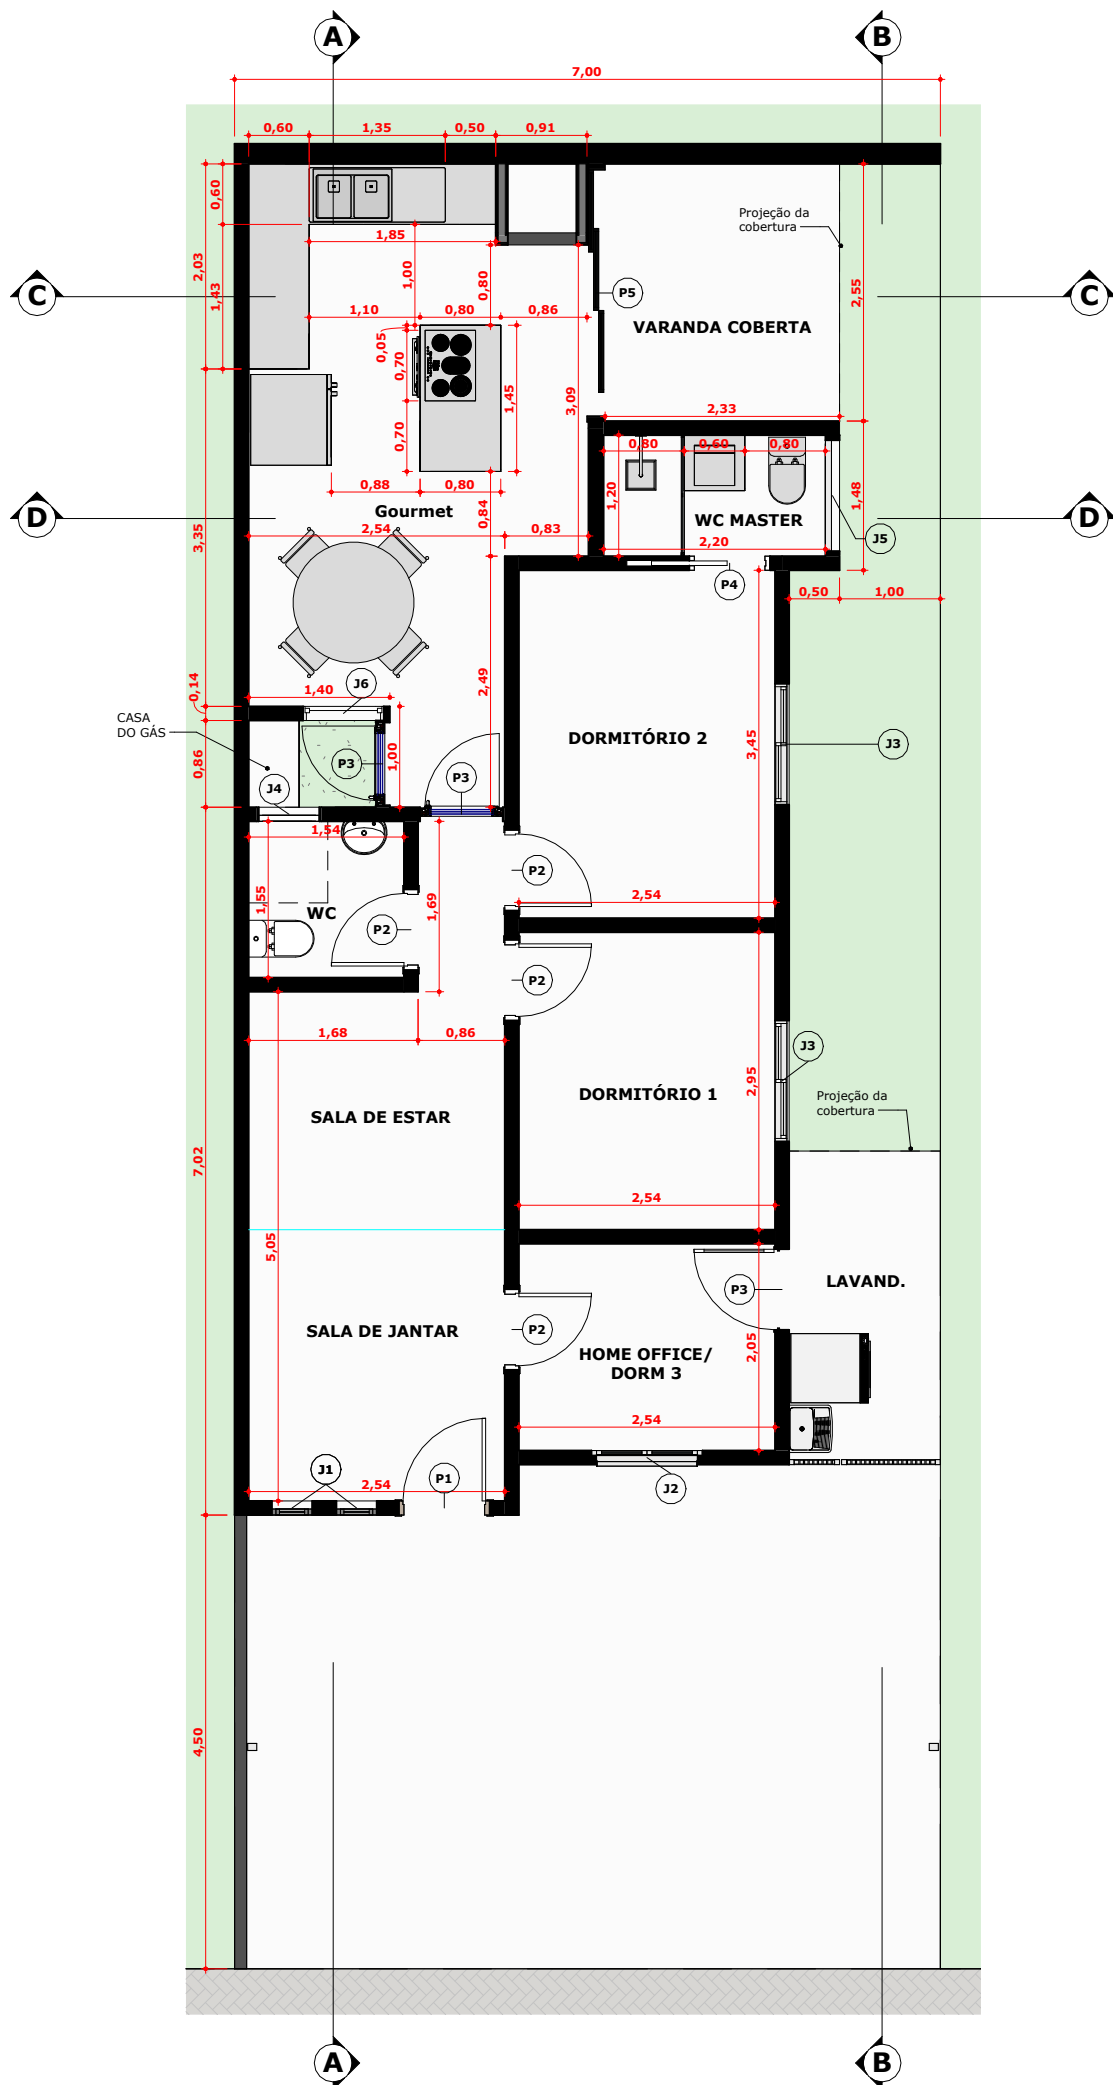 A
B
7,00
0,60
1,35
0,50
0,91
0,60
2,03
1,43
1,85
1,00
0,80
Projeção da
cobertura
2,55
C
C
P5
1,10
0,80
0,86
VARANDA COBERTA
0,05
0,70
1,45
3,09
0,70
2,33
0,80
0,60
0,80
0,88
0,80
1,20
1,48
Gourmet
0,84
D
D
WC MASTER
3,35
2,54
0,83
2,20
J5
P4
0,50
1,00
2,49
0,14
1,40
J6
CASA
DO GÁS
DORMITÓRIO 2
3,45
J3
0,86
P3
1,00
P3
J4
1,54
P2
1,55
WC
1,69
2,54
P2
P2
1,68
0,86
J3
2,95
DORMITÓRIO 1
Projeção da
cobertura
SALA DE ESTAR
7,02
2,54
5,05
LAVAND.
P3
SALA DE JANTAR
P2
HOME OFFICE/
DORM 3
2,05
2,54
J1
P1
2,54
J2
4,50
A
B